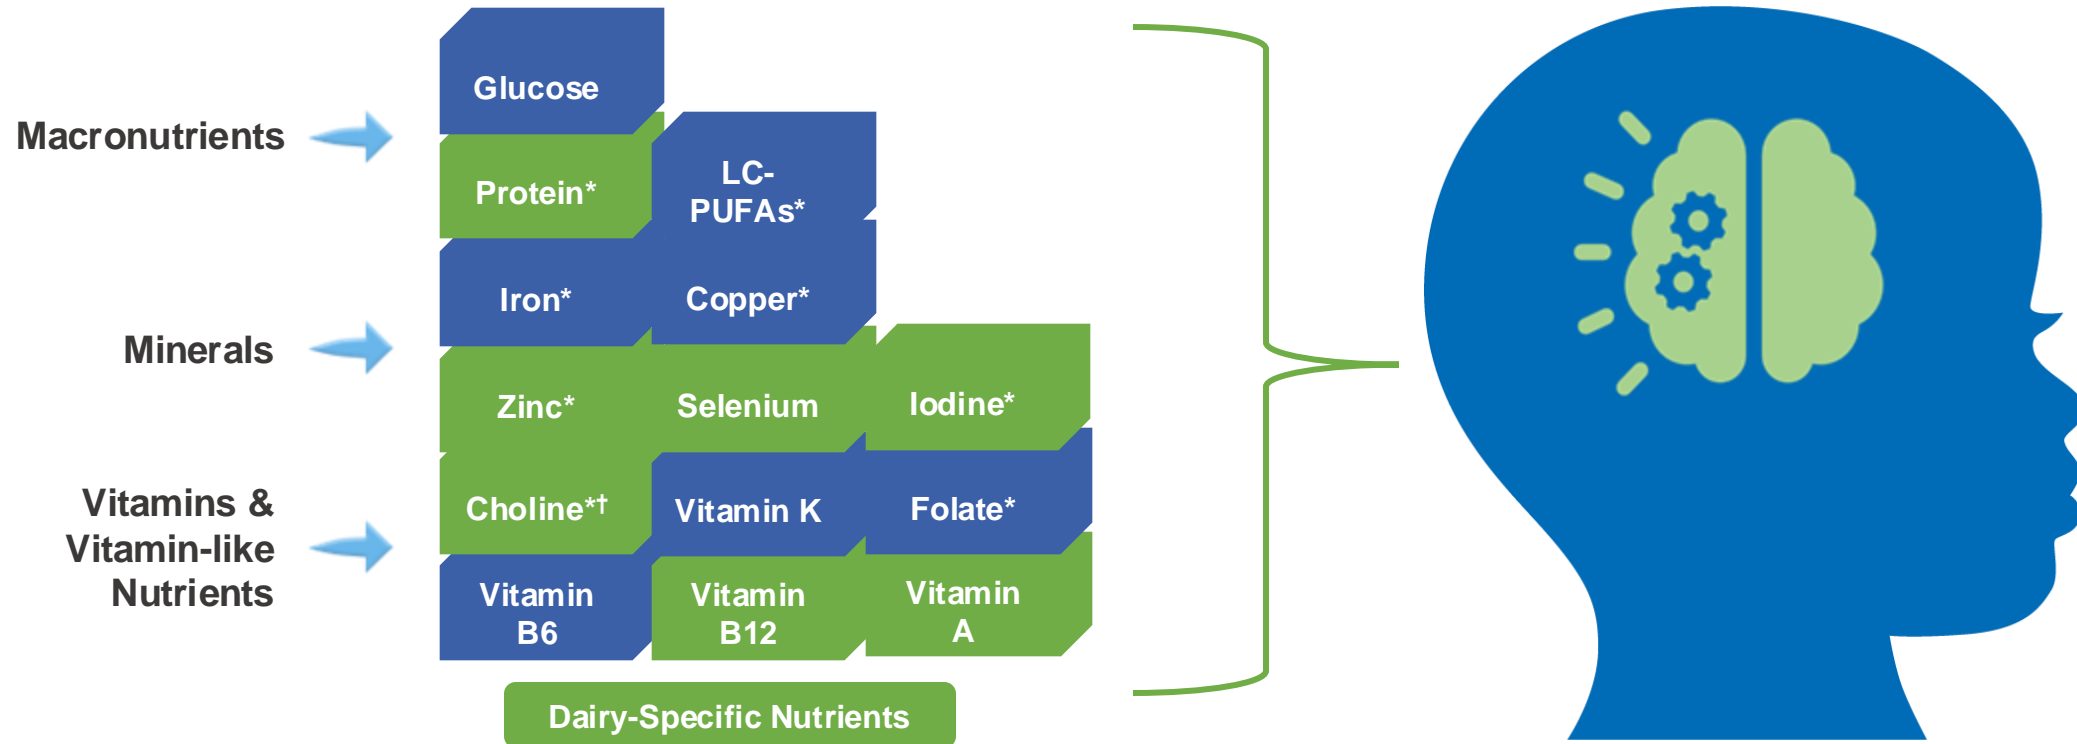 Macronutrients
Glucose
Protein*
LC-
PUFAs*
Minerals
Iron*
Copper*
Zinc*
Selenium
Iodine*
Vitamins &
Vitamin-like
Nutrients
Choline*†
Vitamin K
Folate*
Vitamin
B6
Vitamin
B12
Vitamin
A
Dairy-Specific Nutrients